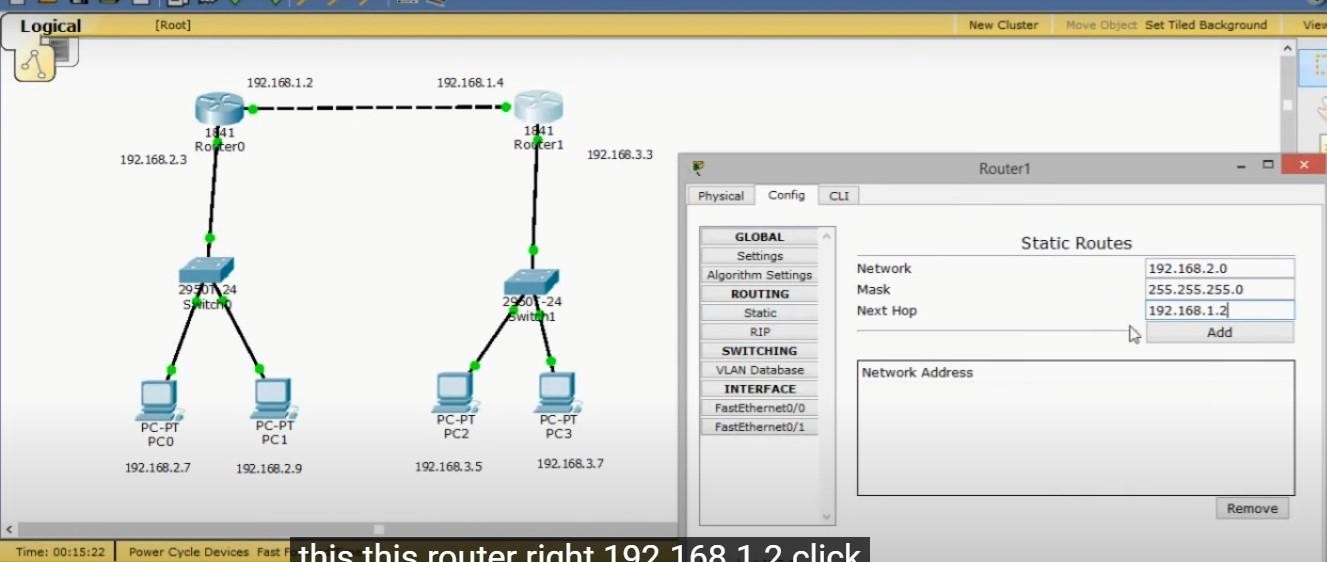 Logical
[Root]
New Cluster
Move Object
Set Tiled Background
View
192.168.1.2
192.168.1.4
1841
Router0
1841
Router1
192.168.2.3
192.168.3.3
2950T-24
Switch0
2950T-24
Switch1
PC-PT
PC0
PC-PT
PC1
PC-PT
PC2
PC-PT
PC3
192.168.2.7
192.168.2.9
192.168.3.5
192.168.3.7
Router1
Physical
Config
CLI
GLOBAL
Settings
Algorithm Settings
ROUTING
Static
RIP
SWITCHING
VLAN Database
INTERFACE
FastEthernet0/0
FastEthernet0/1
Static Routes
Network 192.168.2.0
Mask 255.255.255.0
Next Hop 192.168.1.2
Add
Network Address
Remove
Time: 00:15:22
Power Cycle Devices Fast F
this this router right 192.168.1.2 click